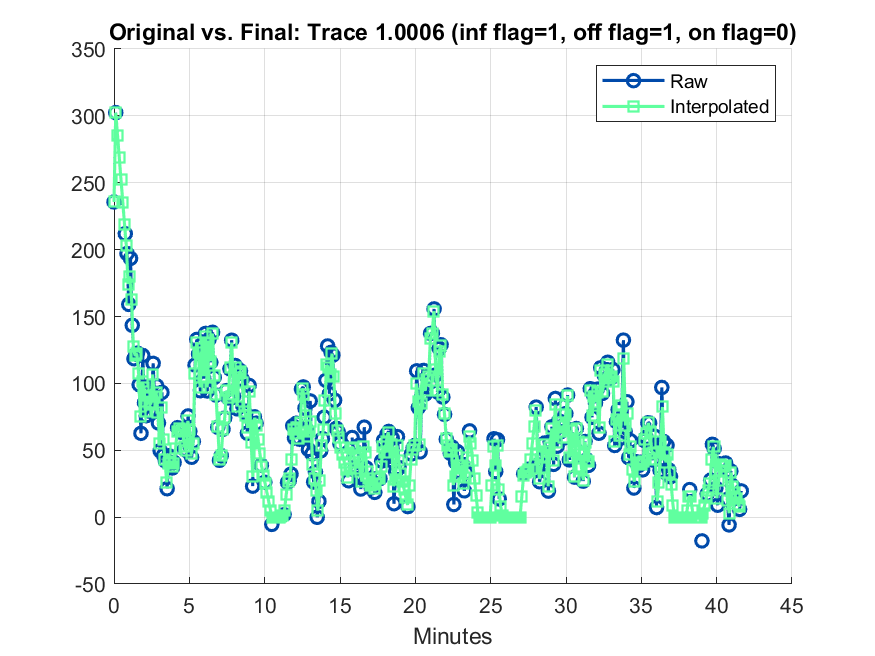 Original vs. Final: Trace 1.0006 (inf flag=1, off flag=1, on flag=0)
350
300
250
200
150
100
50
0
-50
Raw
Interpolated
0 5 10 15 20 25 30 35 40 45
Minutes